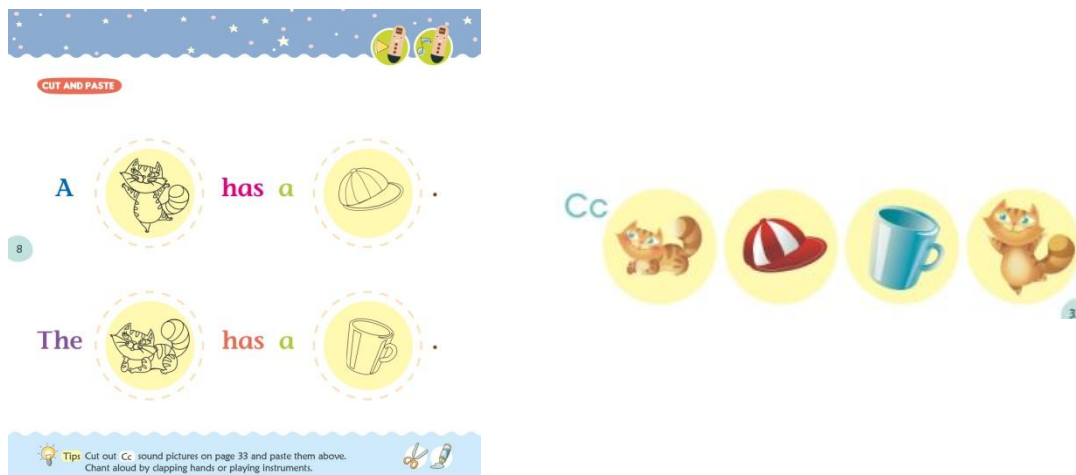 CUT AND PASTE
A has a .
8
The has a .
Tips Cut out Cc sound pictures on page 33 and paste them above.
Chant aloud by clapping hands or playing instruments.
Cc